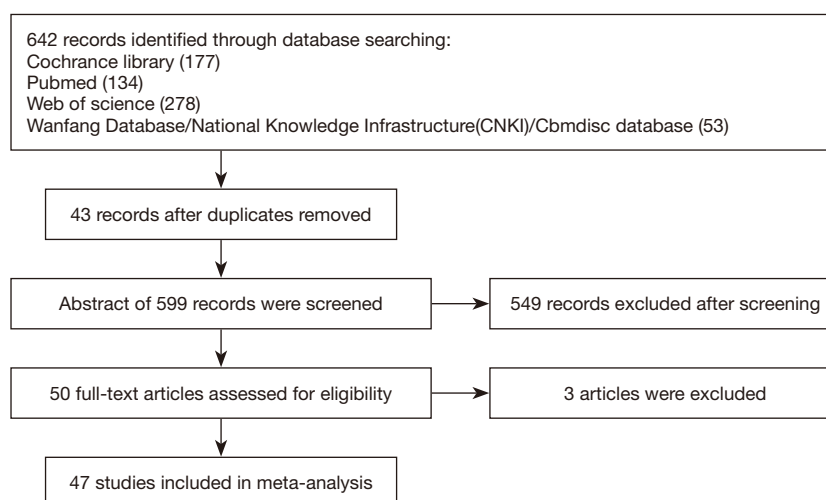 642 records identified through database searching:
Cochrance library (177)
Pubmed (134)
Web of science (278)
Wanfang Database/National Knowledge Infrastructure(CNKI)/Cbmdisc database (53)
43 records after duplicates removed
Abstract of 599 records were screened
549 records excluded after screening
50 full-text articles assessed for eligibility
3 articles were excluded
47 studies included in meta-analysis